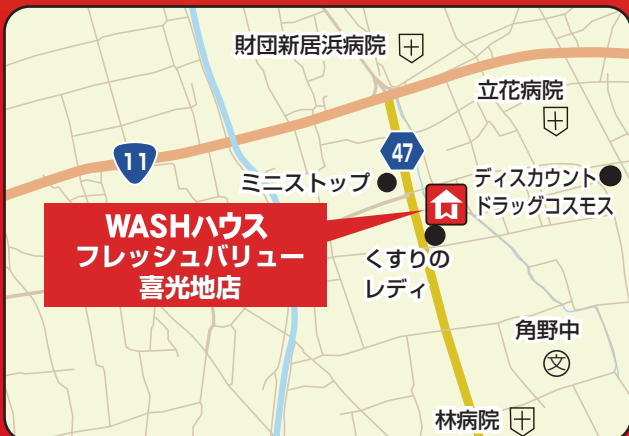 財団新居浜病院
立花病院
11
47
ミニストップ
ディスカウント
ドラッグコスモス
WASHハウス
フレッシュバリュー
喜光地店
くすりの
レディ
角野中
文
林病院